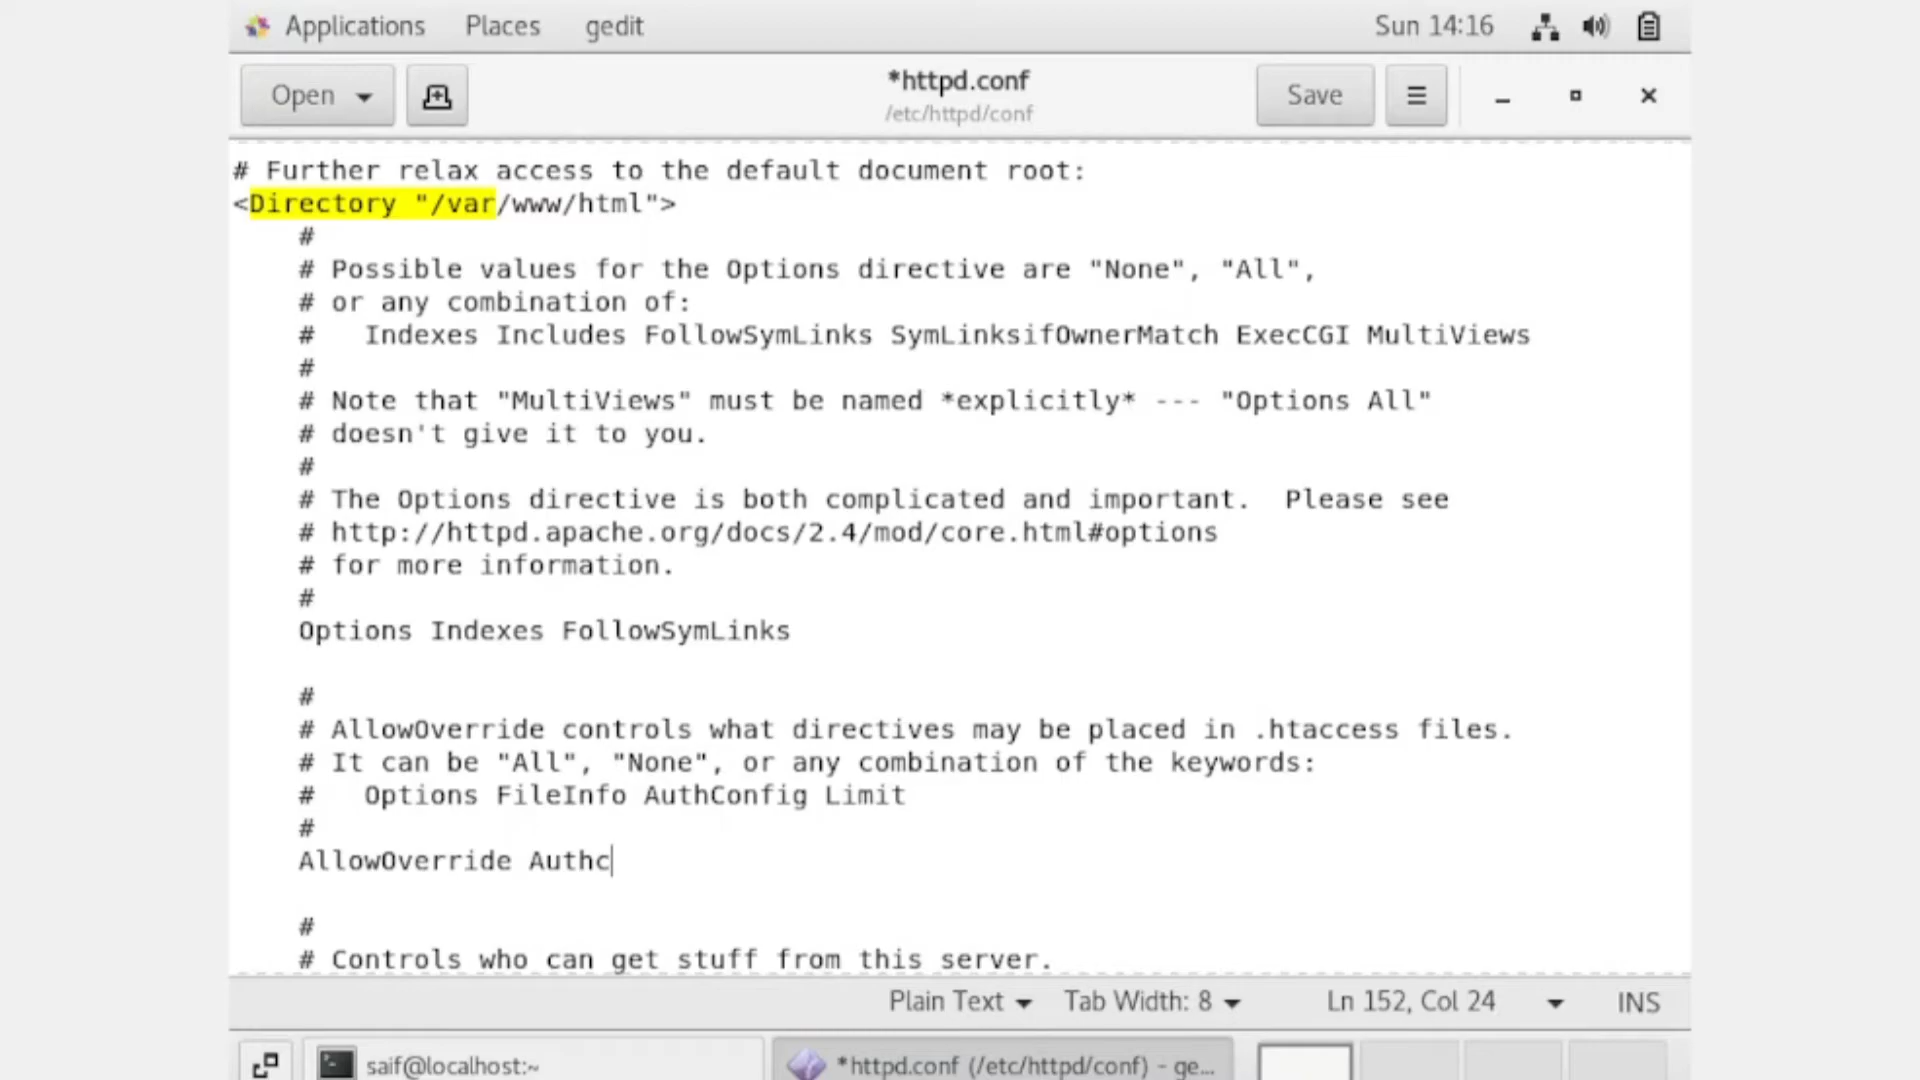 Applications Places gedit Sun 14:16
Open *httpd.conf Save
/etc/httpd/conf
# Further relax access to the default document root:
<Directory "/var/www/html">
#
# Possible values for the Options directive are "None", "All",
# or any combination of:
#   Indexes Includes FollowSymLinks SymLinksifOwnerMatch ExecCGI MultiViews
#
# Note that "MultiViews" must be named *explicitly* --- "Options All"
# doesn't give it to you.
#
# The Options directive is both complicated and important.  Please see
# http://httpd.apache.org/docs/2.4/mod/core.html#options
# for more information.
#
Options Indexes FollowSymLinks
#
# AllowOverride controls what directives may be placed in .htaccess files.
# It can be "All", "None", or any combination of the keywords:
#   Options FileInfo AuthConfig Limit
#
AllowOverride Authc
#
# Controls who can get stuff from this server.
Plain Text Tab Width: 8 Ln 152, Col 24 INS
saif@localhost:~ *httpd.conf (/etc/httpd/conf) - ge...